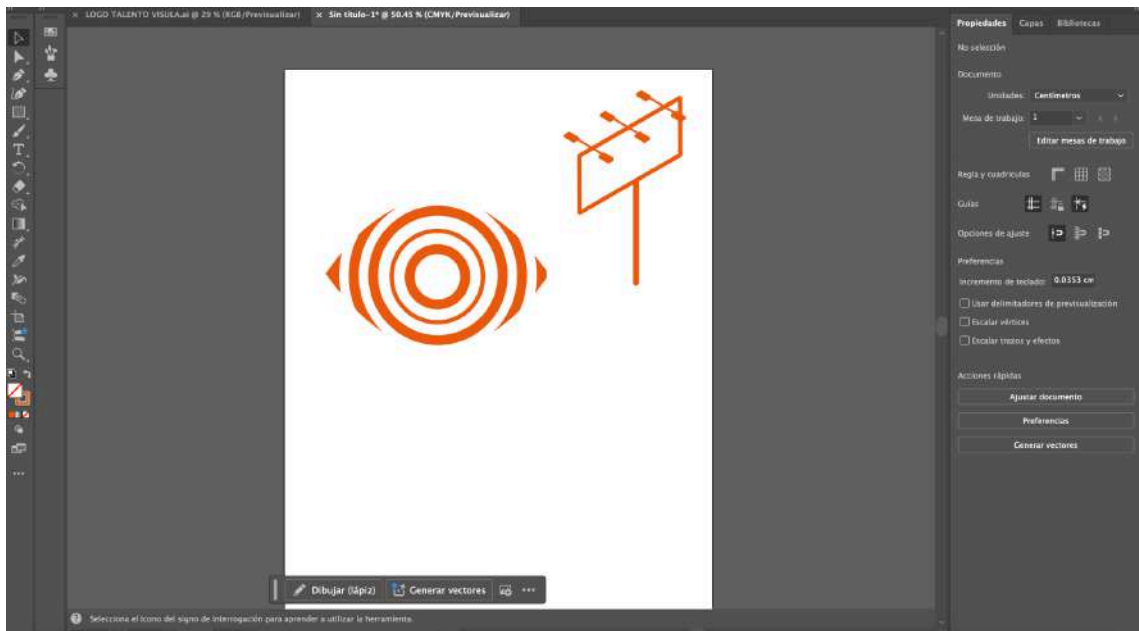 × LOGO TALENTO VISULA.ai @ 29 % (RGB/Previsualizar)
× Sin título-1* @ 50.45 % (CMYK/Previsualizar)
Propiedades Capas Bibliotecas
No selección
Documento
Unidades: Centímetros
Mesa de trabajo: 1
Editar mesas de trabajo
Regla y cuadrículas
Guías
Opciones de ajuste
Preferencias
Incremento de teclado: 0.0353 cm
Usar delimitadores de previsualización
Escalar vértices
Escalar trazos y efectos
Acciones rápidas
Ajustar documento
Preferencias
Generar vectores
Dibujar (lápiz) Generar vectores
Selecciona el icono del signo de interrogación para aprender a utilizar la herramienta.